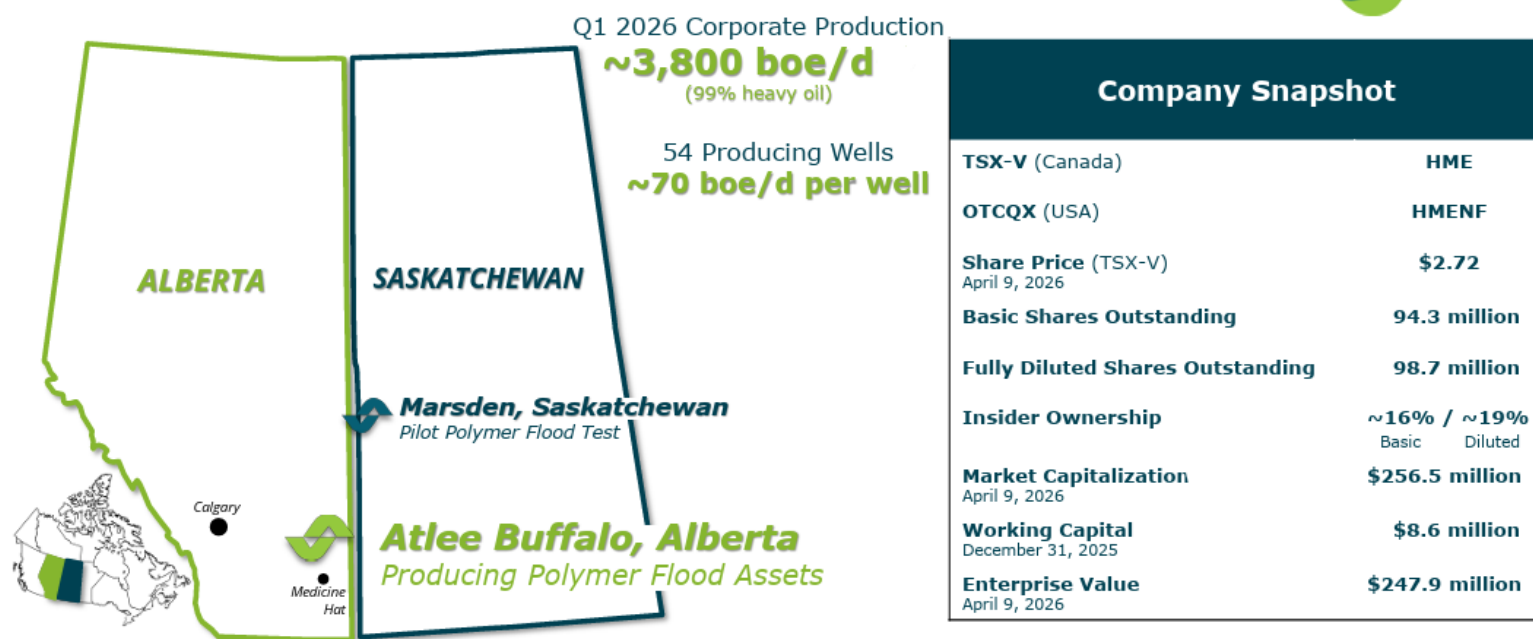 Q1 2026 Corporate Production
~3,800 boe/d
(99% heavy oil)
54 Producing Wells
~70 boe/d per well
ALBERTA
SASKATCHEWAN
Marsden, Saskatchewan
Pilot Polymer Flood Test
Calgary
Atlee Buffalo, Alberta
Producing Polymer Flood Assets
Medicine
Hat
Company Snapshot
TSX-V (Canada) HME
OTCQX (USA) HMENF
Share Price (TSX-V) $2.72
April 9, 2026
Basic Shares Outstanding 94.3 million
Fully Diluted Shares Outstanding 98.7 million
Insider Ownership ~16% / ~19%
Basic Diluted
Market Capitalization $256.5 million
April 9, 2026
Working Capital $8.6 million
December 31, 2025
Enterprise Value $247.9 million
April 9, 2026